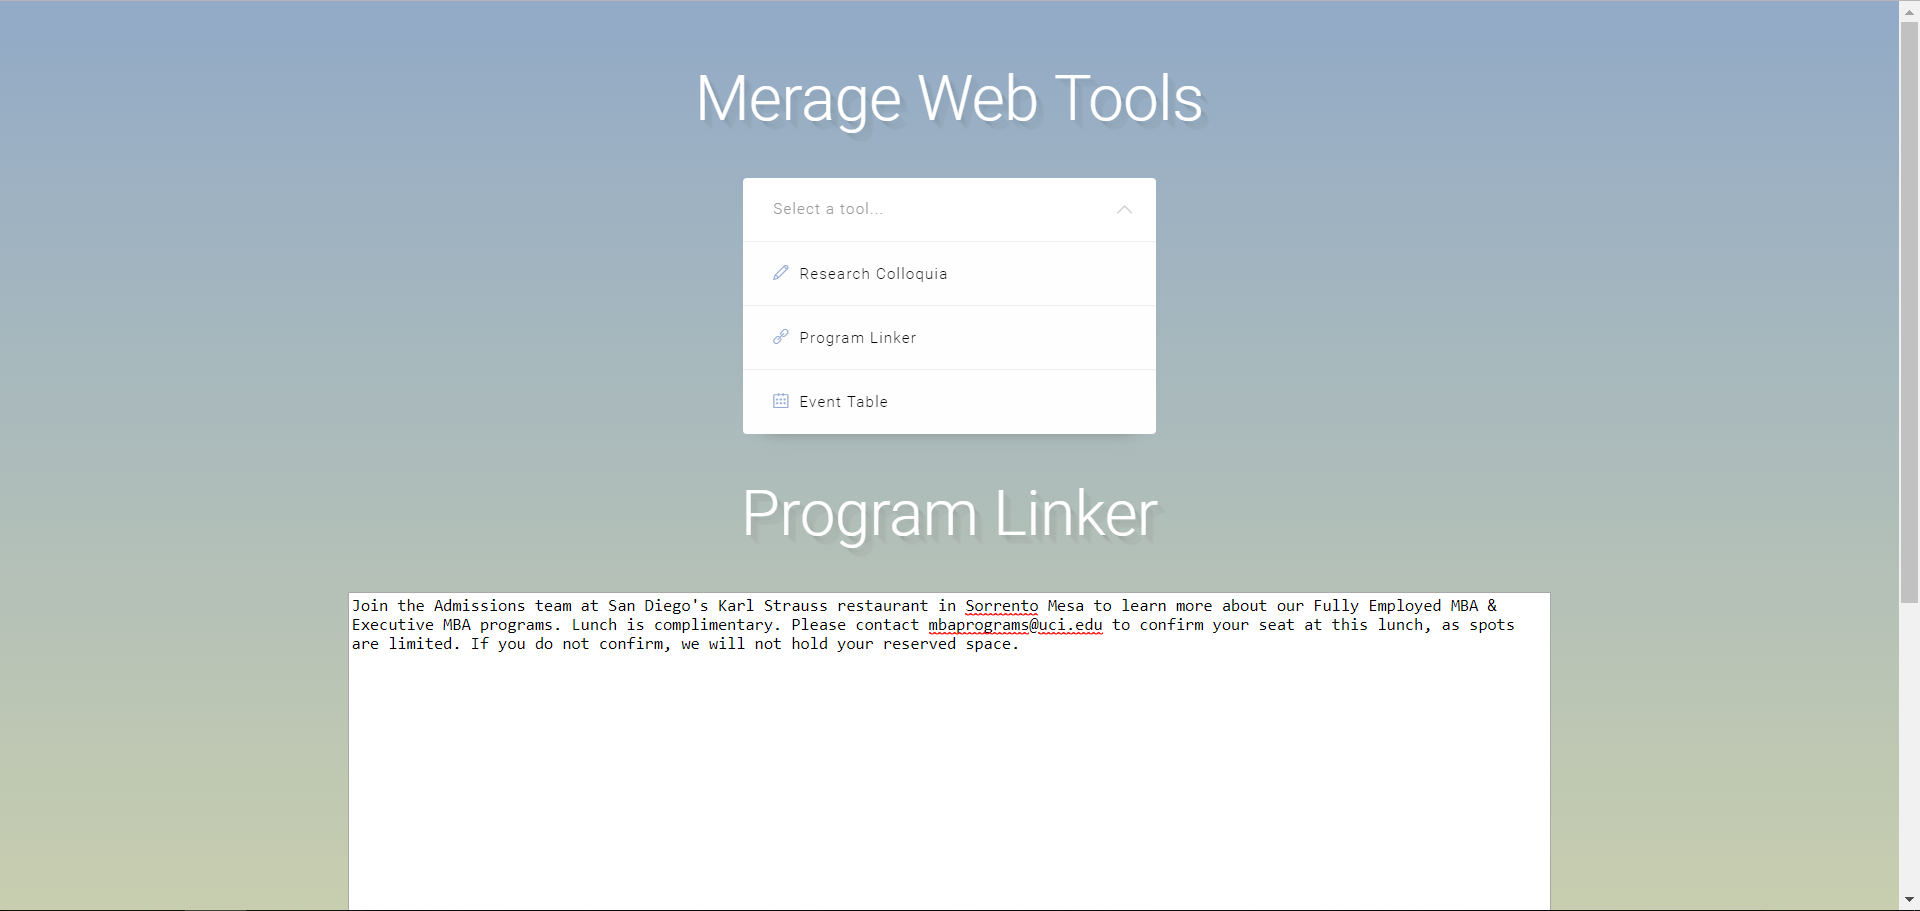 Merage Web Tools
Select a tool...
Research Colloquia
Program Linker
Event Table
Program Linker
Join the Admissions team at San Diego's Karl Strauss restaurant in Sorrento Mesa to learn more about our Fully Employed MBA &
Executive MBA programs. Lunch is complimentary. Please contact mbaprograms@uci.edu to confirm your seat at this lunch, as spots
are limited. If you do not confirm, we will not hold your reserved space.